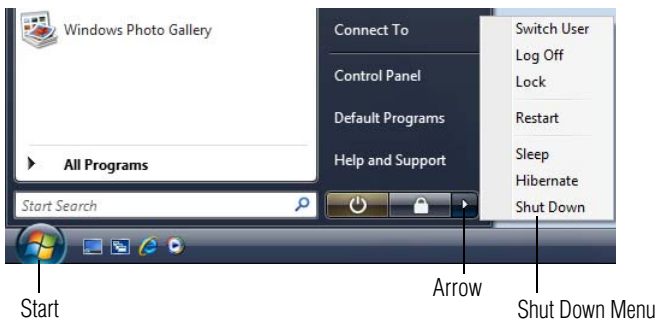 Windows Photo Gallery
All Programs
Start Search
Connect To
Control Panel
Default Programs
Help and Support
Switch User
Log Off
Lock
Restart
Sleep
Hibernate
Shut Down
Start
Arrow
Shut Down Menu